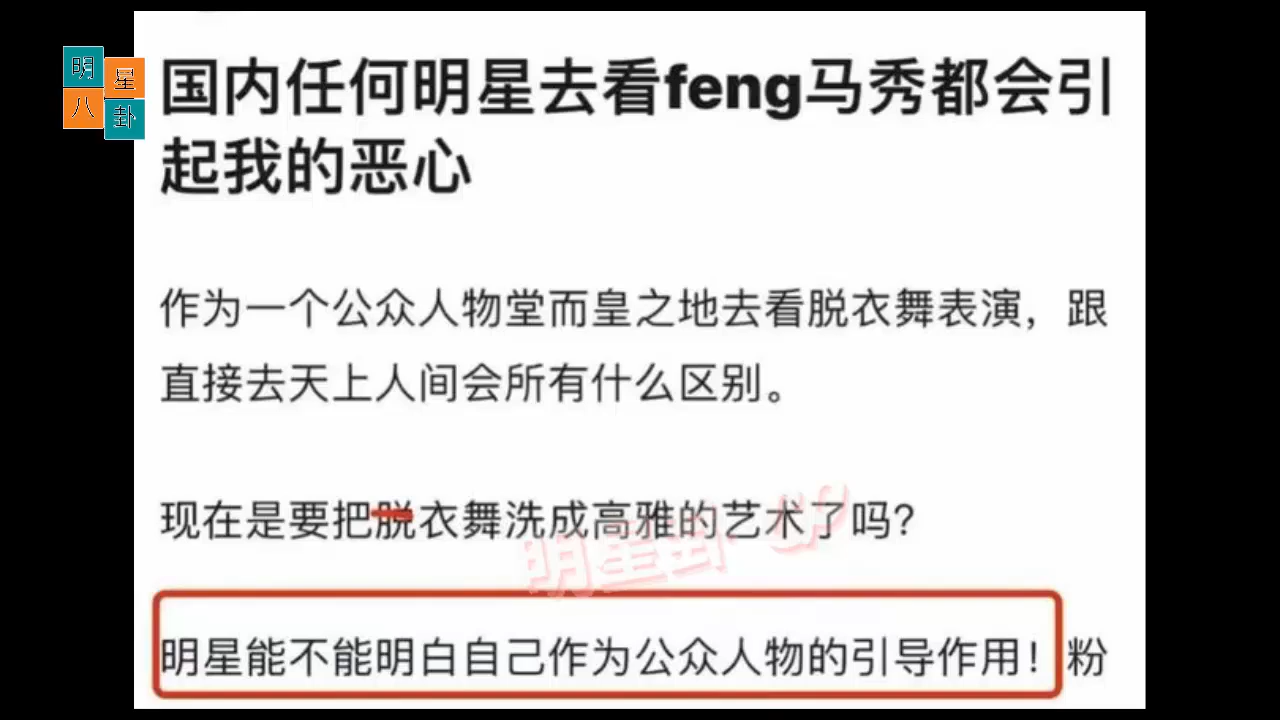 明星
八卦
国内任何明星去看feng马秀都会引
起我的恶心
作为一个公众人物堂而皇之地去看脱衣舞表演，跟
直接去天上人间会所有什么区别。
现在是要把脱衣舞洗成高雅的艺术了吗？
明星卦 UP
明星能不能明白自己作为公众人物的引导作用！粉